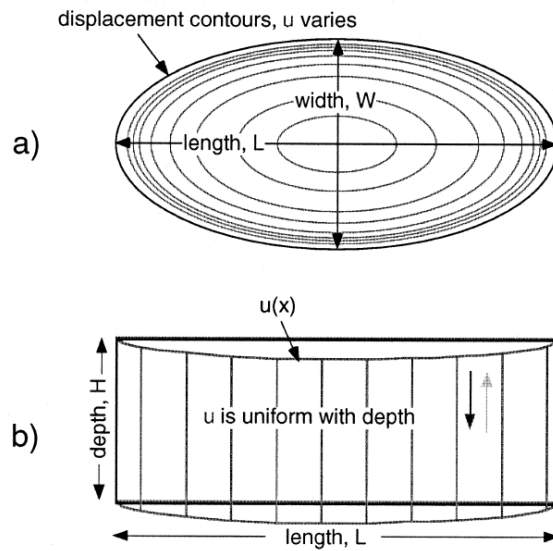 displacement contours, u varies
width, W
a)
length, L
u(x)
depth, H
u is uniform with depth
b)
length, L